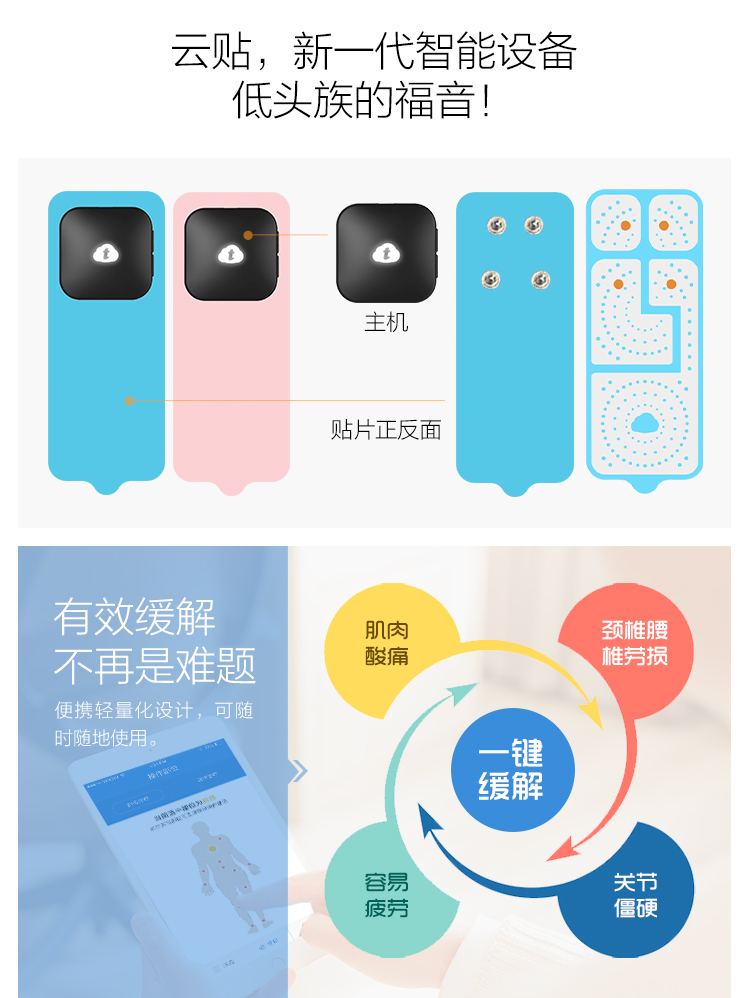 云贴，新一代智能设备
低头族的福音！
t
t
t
主机
贴片正反面
有效缓解
不再是难题
便携轻量化设计，可随
时随地使用。
肌肉
酸痛
颈椎腰
椎劳损
一键
缓解
容易
疲劳
关节
僵硬